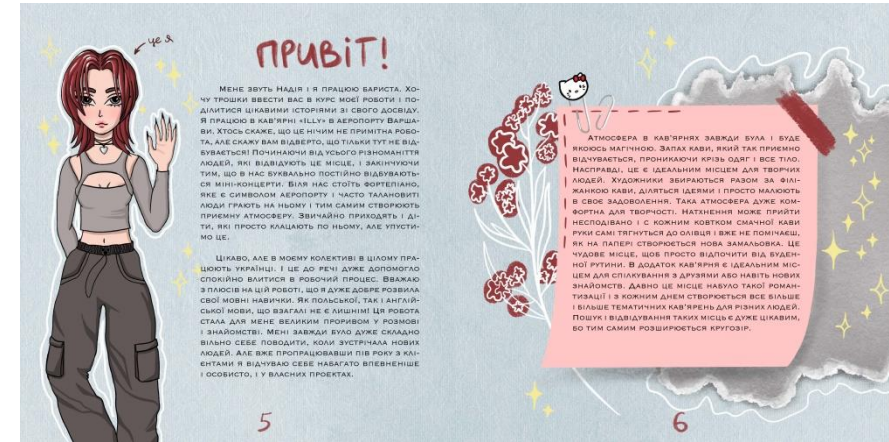 це я
ПРИВІТ!
Мене звуть Надія і я працюю бариста. Хо-
чу трошки ввести вас в курс моєї роботи і по-
ділитися цікавими історіями зі свого досвіду.
Я працюю в кав'ярні «ILLY» в аеропорту Варша-
ви. Хтось скаже, що це нічим не примітна робо-
та, але скажу вам відверто, що тільки тут не від-
бувається! Починаючи від усього різноманіття
людей, які відвідують це місце, і закінчуючи
тим, що в нас буквально постійно відбувають-
ся міні-концерти. Біля нас стоїть фортепіано,
яке є символом аеропорту і часто талановиті
люди грають на ньому і тим самим створюють
приємну атмосферу. Звичайно приходять і ді-
ти, які просто клацають по ньому, але упусти-
мо це.
Цікаво, але в моєму колективі в цілому пра-
цюють українці. І це до речі дуже допомогло
спокійно влитися в робочий процес. Вважаю
з плюсів на цій роботі, що я дуже добре розвила
свої мовні навички. Як польської, так і англій-
ської мови, що взагалі не є лишнім! Ця робота
стала для мене великим проривом у розмові
і знайомстві. Мені завжди було дуже складно
вільно себе поводити, коли зустрічала нових
людей. Але вже пропрацювавши пів року з клі-
єнтами я відчуваю себе набагато впевненіше
і особисто, і у власних проектах.
5
Атмосфера в кав'ярнях завжди була і буде
якоюсь магічною. Запах кави, який так приємно
відчувається, проникаючи крізь одяг і все тіло.
Насправді, це є ідеальним місцем для творчих
людей. Художники збираються разом за філі-
жанкою кави, діляться ідеями і просто малюють
в своє задоволення. Така атмосфера дуже ком-
фортна для творчості. Натхнення може прийти
несподівано і с кожним ковтком смачної кави
руки самі тягнуться до олівця і вже не помічаєш,
як на папері створюється нова замальовка. Це
чудове місце, щоб просто відпочити від буден-
ної рутини. В додаток кав'ярня є ідеальним міс-
цем для спілкування з друзями або навіть нових
знайомств. Давно це місце набуло такої роман-
тизації і з кожним днем створюється все більше
і більше тематичних кав'ярень для різних людей.
Пошук і відвідування таких місць є дуже цікавим,
бо тим самим розширюється кругозір.
6